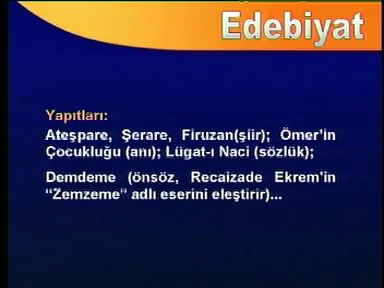 Edebiyat
Yapıtları:
Ateşpare, Şerare, Firuzan(şiir); Ömer'in
Çocukluğu (anı); Lügat-ı Naci (sözlük);
Demdeme (önsöz, Recaizade Ekrem'in
“Zemzeme” adlı eserini eleştirir)...